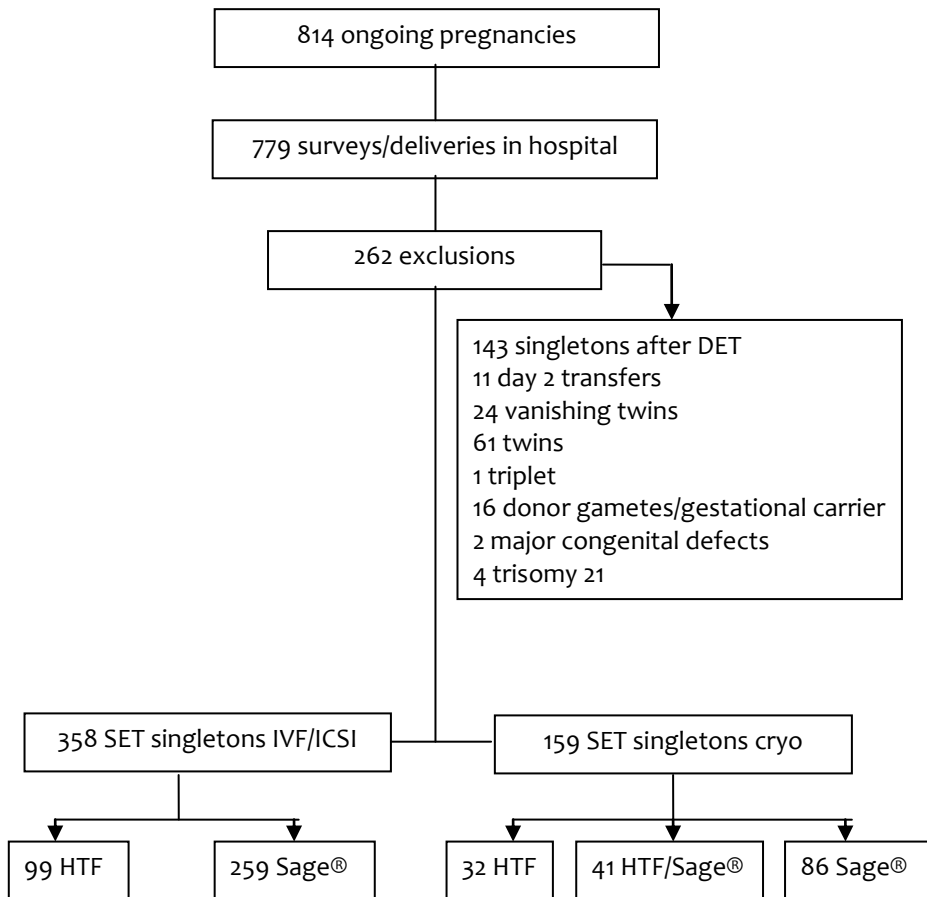 814 ongoing pregnancies
779 surveys/deliveries in hospital
262 exclusions
143 singletons after DET
11 day 2 transfers
24 vanishing twins
61 twins
1 triplet
16 donor gametes/gestational carrier
2 major congenital defects
4 trisomy 21
358 SET singletons IVF/ICSI
159 SET singletons cryo
99 HTF
259 Sage®
32 HTF
41 HTF/Sage®
86 Sage®